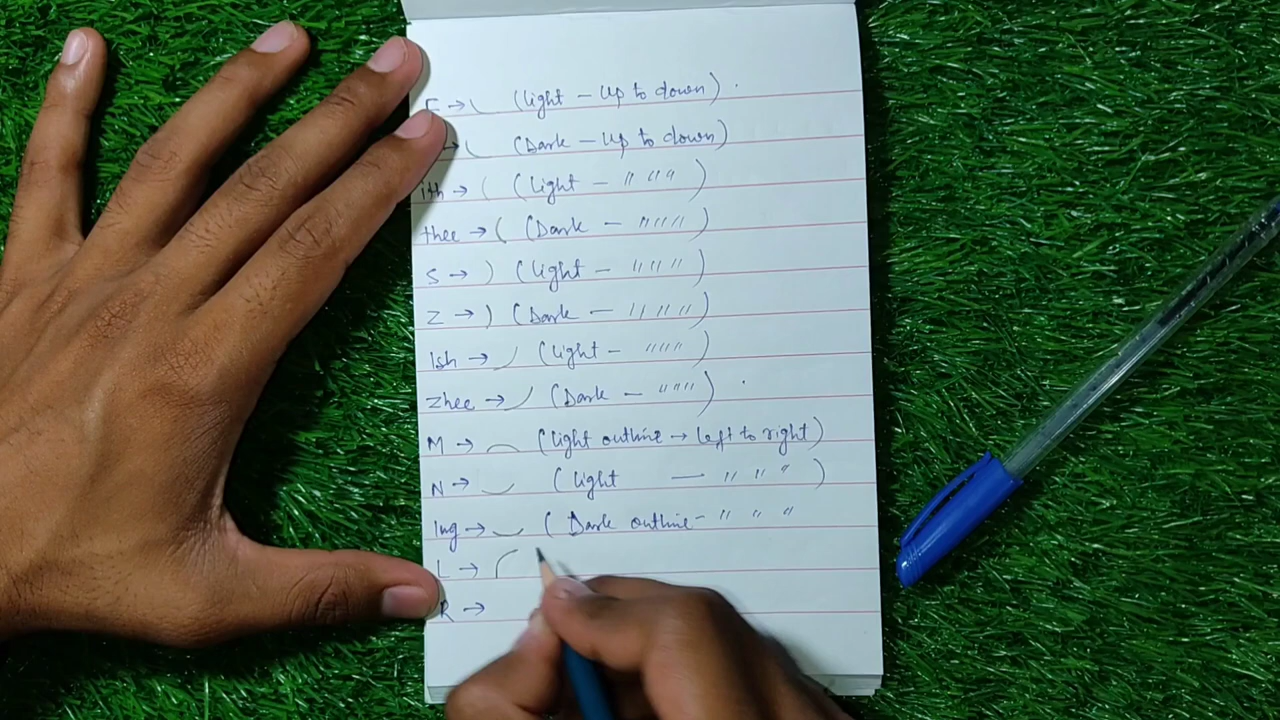 F → ( (light - Up to down) .
→ ( (Dark - Up to down)
ith → ( (light - " " ")
thee → ( (Dark - " " ")
S → ) (light - " " ")
Z → ) (Dark - " " ")
Ish → ⌣ (light - " " ")
Zhee → ⌣ (Dark - " " ") .
M → ⌢ (light outline → left to right)
N → ⌣ (light — " " ")
Ing → ⌣ (Dark outline - " " "
L → (
R →